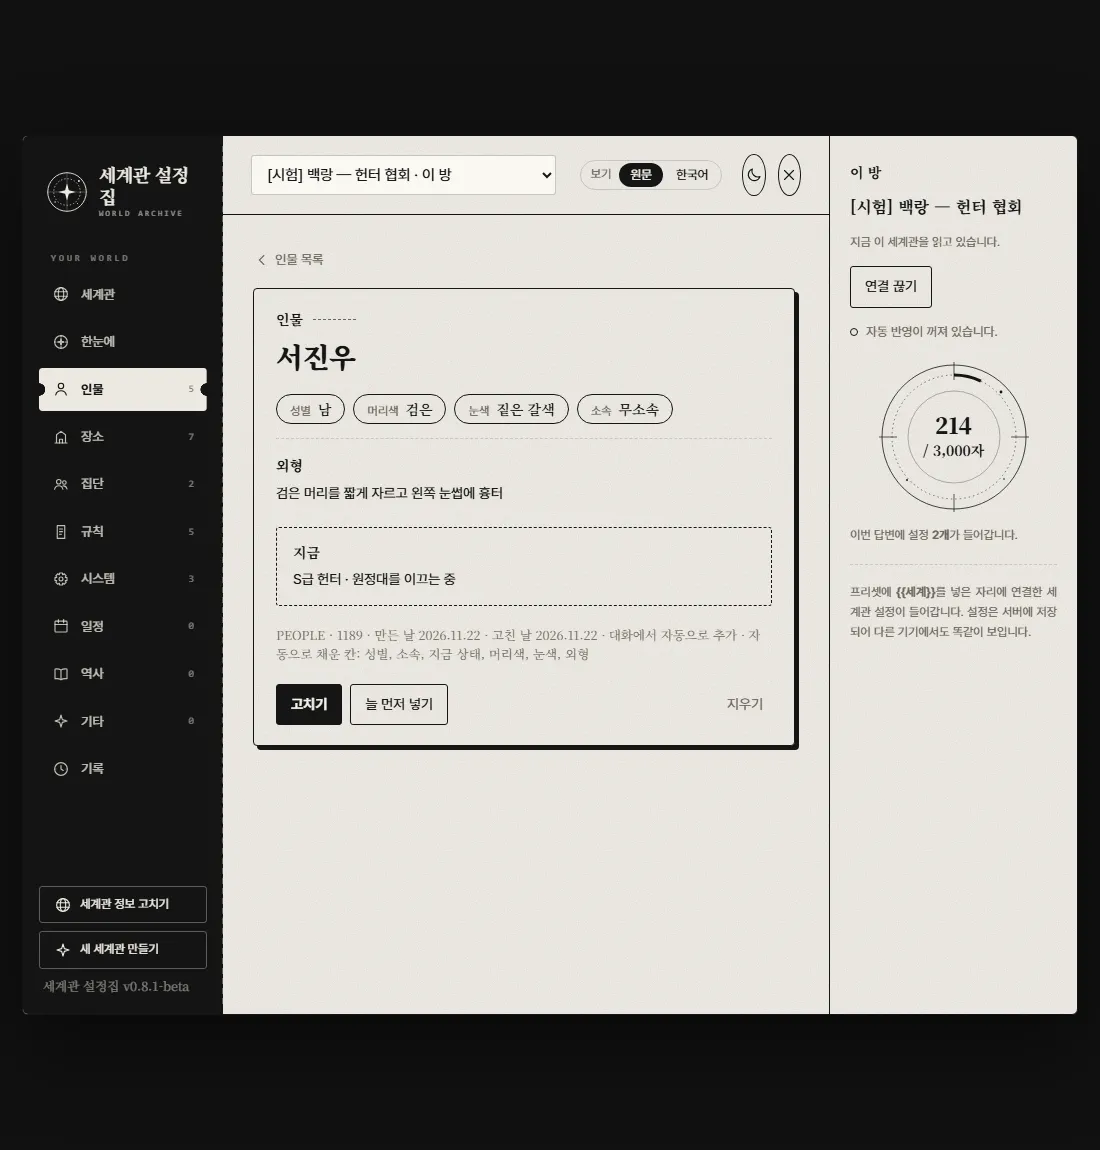 세계관 설정
집
WORLD ARCHIVE
YOUR WORLD
세계관
한눈에
인물 5
장소 7
집단 2
규칙 5
시스템 3
일정 0
역사 0
기타 0
기록
세계관 정보 고치기
새 세계관 만들기
세계관 설정집 v0.8.1-beta
[시험] 백랑 — 헌터 협회 · 이 방
보기 원문 한국어
인물 목록
인물
서진우
성별 남 머리색 검은 눈색 짙은 갈색 소속 무소속
외형
검은 머리를 짧게 자르고 왼쪽 눈썹에 흉터
지금
S급 헌터 · 원정대를 이끄는 중
PEOPLE · 1189 · 만든 날 2026.11.22 · 고친 날 2026.11.22 · 대화에서 자동으로 추가 · 자
동으로 채운 칸: 성별, 소속, 지금 상태, 머리색, 눈색, 외형
고치기 늘 먼저 넣기 지우기
이 방
[시험] 백랑 — 헌터 협회
지금 이 세계관을 읽고 있습니다.
연결 끊기
자동 반영이 꺼져 있습니다.
214
/ 3,000자
이번 답변에 설정 2개가 들어갑니다.
프리셋에 {{세계}}를 넣은 자리에 연결한 세
계관 설정이 들어갑니다. 설정은 서버에 저장
되어 다른 기기에서도 똑같이 보입니다.